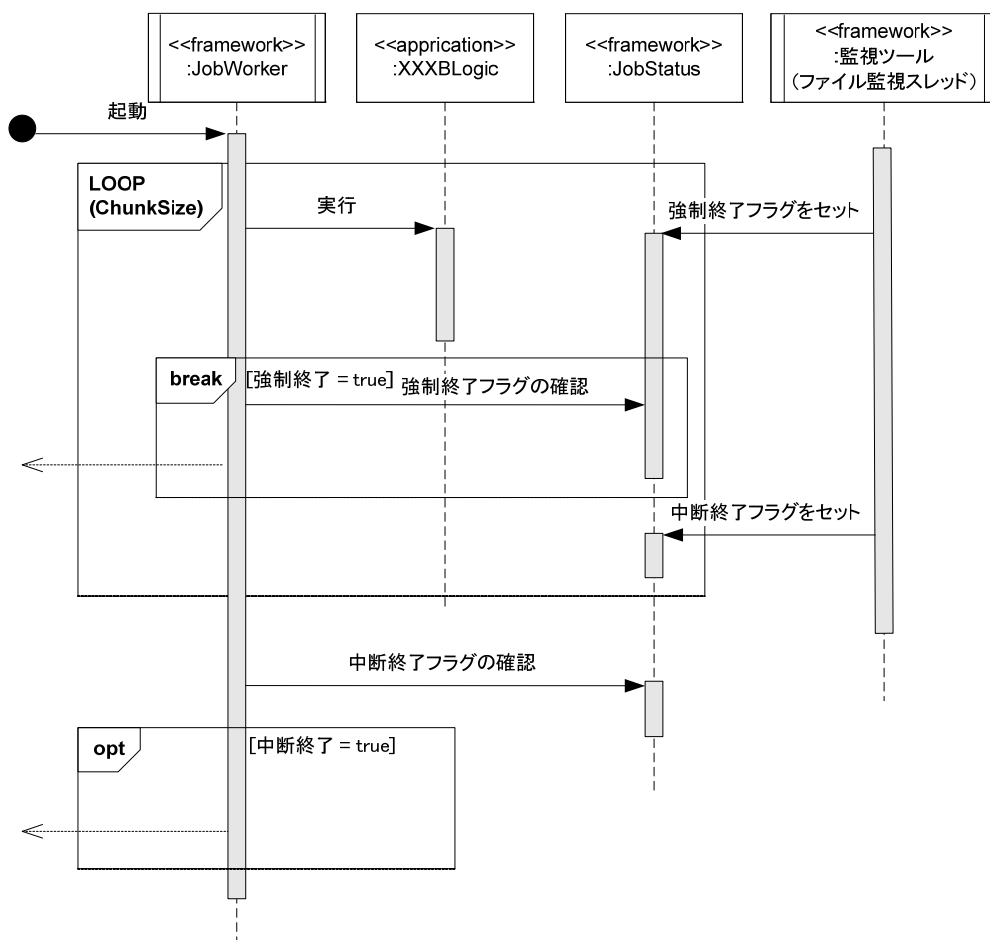 <<framework>>
:JobWorker
<<apprication>>
:XXXBLogic
<<framework>>
:JobStatus
<<framework>>
:監視ツール
(ファイル監視スレッド)
起動
LOOP
(ChunkSize)
実行
強制終了フラグをセット
break
[強制終了 = true]
強制終了フラグの確認
中断終了フラグをセット
中断終了フラグの確認
opt
[中断終了 = true]